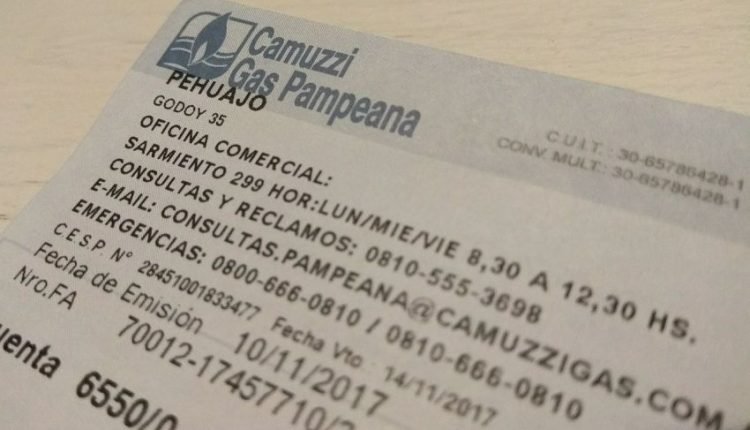 Camuzzi
Gas Pampeana
PEHUAJO
GODOY 35
C.U.I.T.: 30-65786428-1
CONV. MULT.: 30-65786428-1
OFICINA COMERCIAL:
SARMIENTO 299 HOR:LUN/MIE/VIE 8,30 A 12,30 HS.
CONSULTAS Y RECLAMOS: 0810-555-3698
E-MAIL: CONSULTAS.PAMPEANA@CAMUZZIGAS.COM
EMERGENCIAS: 0800-666-0810 / 0810-666-0810
C E S P. N° 28451001833477 Fecha Vto : 14/11/2017
Fecha de Emisión 10/11/2017
Nro.FA 70012-17457710/
uenta 6550/0